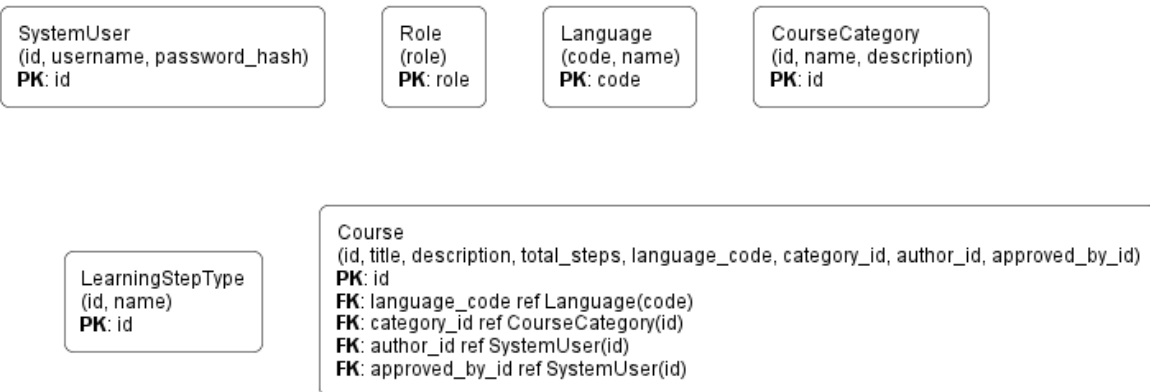 SystemUser
(id, username, password_hash)
PK: id
Role
(role)
PK: role
Language
(code, name)
PK: code
CourseCategory
(id, name, description)
PK: id
LearningStepType
(id, name)
PK: id
Course
(id, title, description, total_steps, language_code, category_id, author_id, approved_by_id)
PK: id
FK: language_code ref Language(code)
FK: category_id ref CourseCategory(id)
FK: author_id ref SystemUser(id)
FK: approved_by_id ref SystemUser(id)